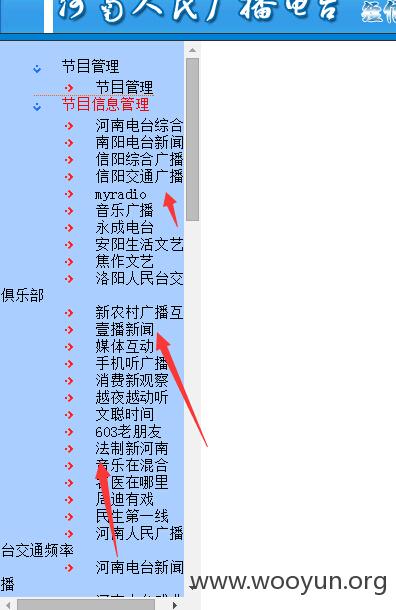 河南人民广播电台
节目管理
节目管理
节目信息管理
河南电台综合
南阳电台新闻
信阳综合广播
信阳交通广播
myradio
音乐广播
永成电台
安阳生活文艺
焦作文艺
洛阳人民台交
俱乐部
新农村广播互
壹播新闻
媒体互动
手机听广播
消费新观察
越夜越动听
文聪时间
603老朋友
法制新河南
音乐在混合
名医在哪里
周迪有戏
民生第一线
河南人民广播
台交通频率
河南电台新闻
播
www.wooyun.org